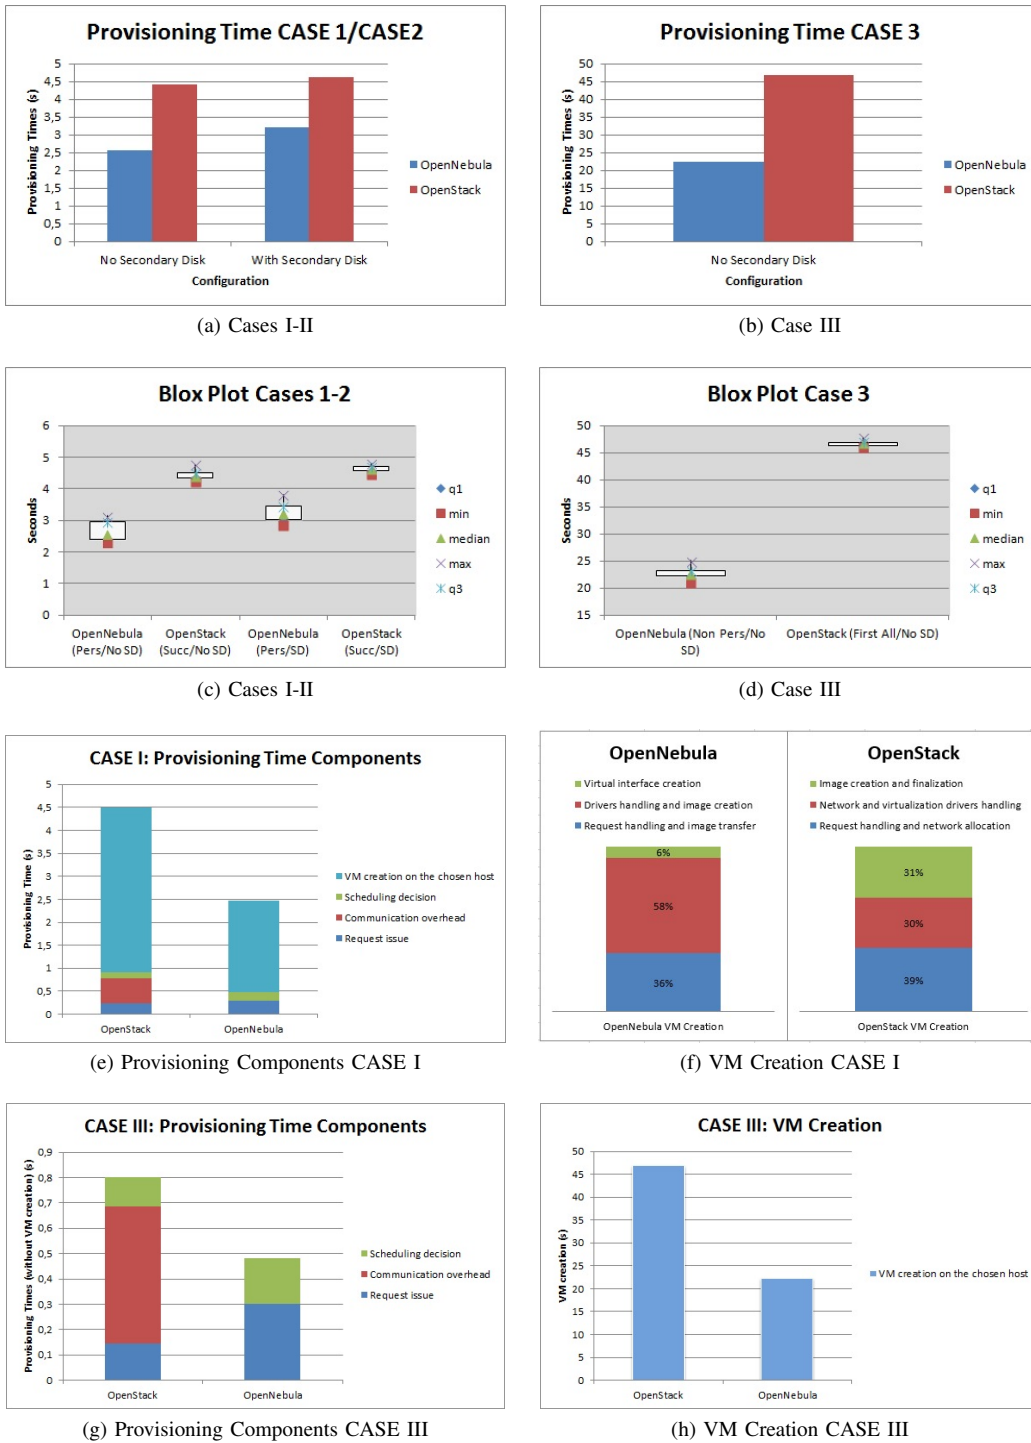 Provisioning Time CASE 1/CASE2
Provisioning Times (s)
5
4,5
4
3,5
3
2,5
2
1,5
1
0,5
0
No Secondary Disk
With Secondary Disk
Configuration
OpenNebula
OpenStack
(a) Cases I-II
Provisioning Time CASE 3
Provisioning Times (s)
50
45
40
35
30
25
20
15
10
5
0
No Secondary Disk
Configuration
OpenNebula
OpenStack
(b) Case III
Blox Plot Cases 1-2
Seconds
6
5
4
3
2
1
0
OpenNebula
(Pers/No SD)
OpenStack
(Succ/No SD)
OpenNebula
(Pers/SD)
OpenStack
(Succ/SD)
q1
min
median
max
q3
(c) Cases I-II
Blox Plot Case 3
Seconds
50
45
40
35
30
25
20
15
OpenNebula (Non Pers/No
SD)
OpenStack (First All/No SD)
q1
min
median
max
q3
(d) Case III
CASE I: Provisioning Time Components
Provisioning Time (s)
5
4,5
4
3,5
3
2,5
2
1,5
1
0,5
0
OpenStack
OpenNebula
VM creation on the chosen host
Scheduling decision
Communication overhead
Request issue
(e) Provisioning Components CASE I
OpenNebula
Virtual interface creation
Drivers handling and image creation
Request handling and image transfer
6%
58%
36%
OpenNebula VM Creation
OpenStack
Image creation and finalization
Network and virtualization drivers handling
Request handling and network allocation
31%
30%
39%
OpenStack VM Creation
(f) VM Creation CASE I
CASE III: Provisioning Time Components
Provisioning Times (without VM creation) (s)
0,9
0,8
0,7
0,6
0,5
0,4
0,3
0,2
0,1
0
OpenStack
OpenNebula
Scheduling decision
Communication overhead
Request issue
(g) Provisioning Components CASE III
CASE III: VM Creation
VM creation (s)
50
45
40
35
30
25
20
15
10
5
0
OpenStack
OpenNebula
VM creation on the chosen host
(h) VM Creation CASE III